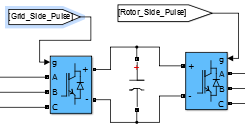 [Grid_Side_Pulse]
[Rotor_Side_Pulse]
g
A
B
C
+
-
+
+
-
g
A
B
C